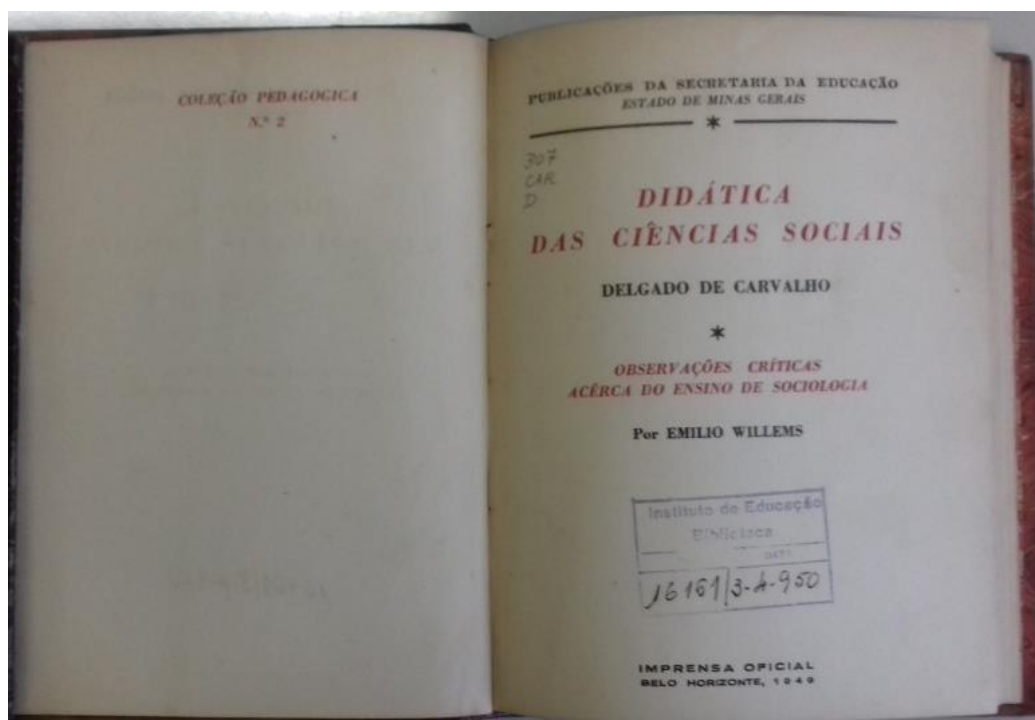 COLEÇÃO PEDAGOGICA
N.º 2
PUBLICAÇÕES DA SECRETARIA DA EDUCAÇÃO
ESTADO DE MINAS GERAIS
307
CAR
D
DIDÁTICA
DAS CIÊNCIAS SOCIAIS
DELGADO DE CARVALHO
OBSERVAÇÕES CRÍTICAS
ACÊRCA DO ENSINO DE SOCIOLOGIA
Por EMILIO WILLEMS
Instituto de Educação
Biblioteca
16161 3-4-950
IMPRENSA OFICIAL
BELO HORIZONTE, 1949